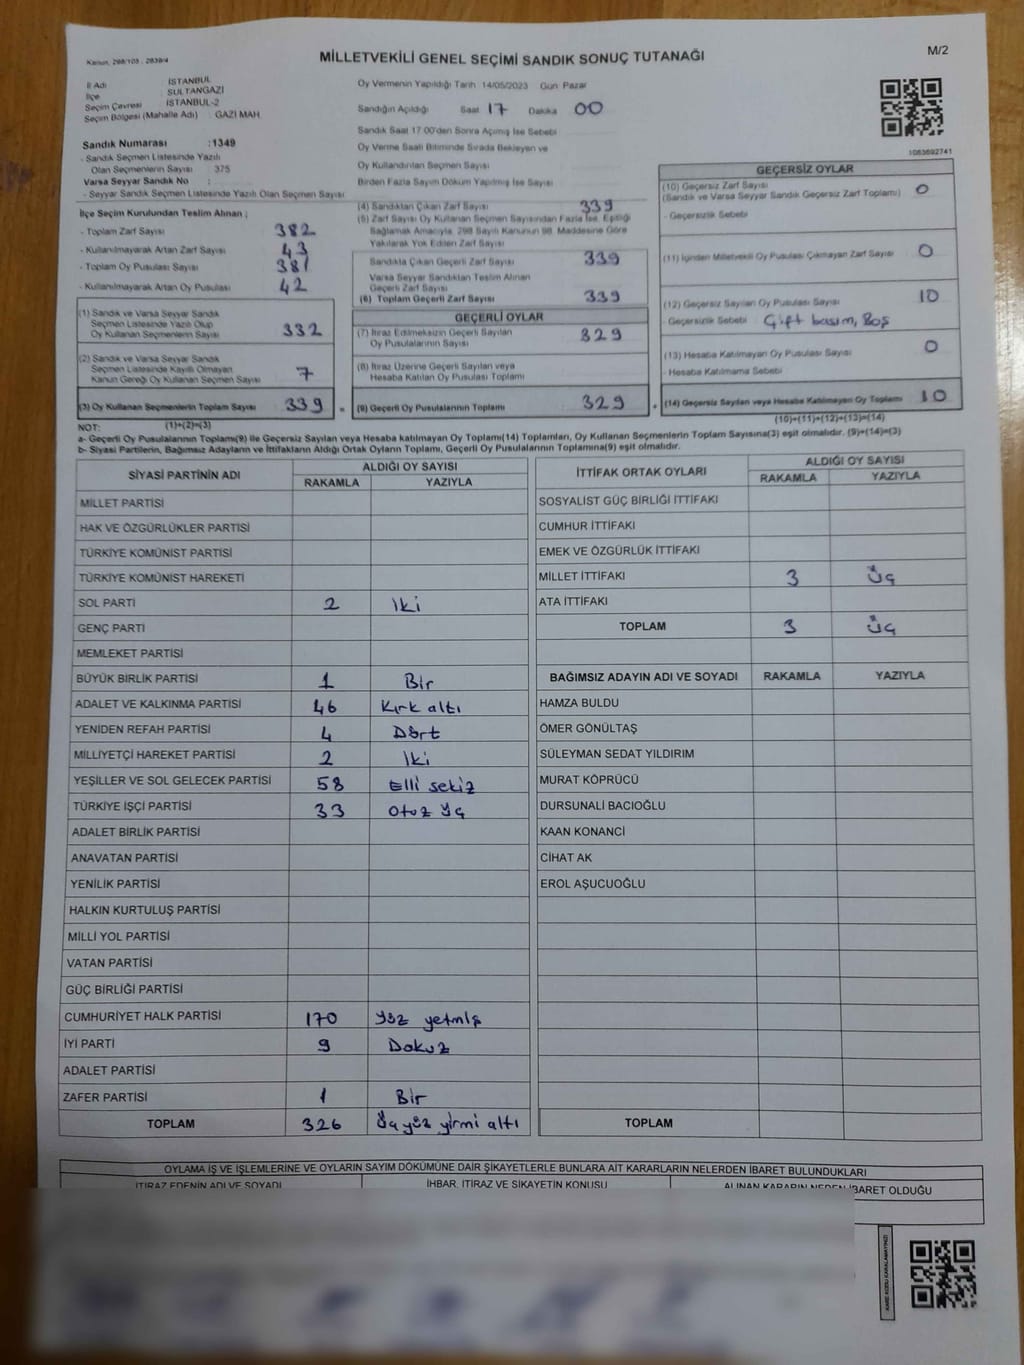 MİLLETVEKİLİ GENEL SEÇİMİ SANDIK SONUÇ TUTANAĞI
M/2
Kanun, 298/103 , 2839/4
İl Adı İSTANBUL
İlçe SULTANGAZİ
Seçim Çevresi İSTANBUL-2
Seçim Bölgesi (Mahalle Adı) GAZİ MAH
Sandık Numarası :1349
- Sandık Seçmen Listesinde Yazılı
Olan Seçmenlerin Sayısı 375
Varsa Seyyar Sandık No :
- Seyyar Sandık Seçmen Listesinde Yazılı Olan Seçmen Sayısı
Oy Vermenin Yapıldığı Tarih 14/05/2023 Gün Pazar
Sandığın Açıldığı Saat 17 Dakika 00
Sandık Saat 17.00'den Sonra Açılmış İse Sebebi
Oy Verme Saati Bitiminde Sırada Bekleyen ve
Oy Kullandırılan Seçmen Sayısı
Birden Fazla Sayım Döküm Yapılmış İse Sayısı
1083692741
İlçe Seçim Kurulundan Teslim Alınan ;
- Toplam Zarf Sayısı 382
- Kullanılmayarak Artan Zarf Sayısı 43
- Toplam Oy Pusulası Sayısı 381
- Kullanılmayarak Artan Oy Pusulası 42
(1) Sandık ve Varsa Seyyar Sandık
Seçmen Listesinde Yazılı Olup
Oy Kullanan Seçmenlerin Sayısı 332
(2) Sandık ve Varsa Seyyar Sandık
Seçmen Listesinde Kayıtlı Olmayan
Kanun Gereği Oy Kullanan Seçmen Sayısı 7
(3) Oy Kullanan Seçmenlerin Toplam Sayısı 339 =
(1)+(2)=(3)
(4) Sandıktan Çıkan Zarf Sayısı 339
(5) Zarf Sayısı Oy Kullanan Seçmen Sayısından Fazla İse, Eşitliği
Sağlamak Amacıyla, 298 Sayılı Kanunun 98. Maddesine Göre
Yakılarak Yok Edilen Zarf Sayısı
Sandıkta Çıkan Geçerli Zarf Sayısı 339
Varsa Seyyar Sandıktan Teslim Alınan
Geçerli Zarf Sayısı
(6) Toplam Geçerli Zarf Sayısı 339
GEÇERLİ OYLAR
(7) İtiraz Edilmeksizin Geçerli Sayılan
Oy Pusulalarının Sayısı 329
(8) İtiraz Üzerine Geçerli Sayılan veya
Hesaba Katılan Oy Pusulası Toplamı
(9) Geçerli Oy Pusulalarının Toplamı 329 +
GEÇERSİZ OYLAR
(10) Geçersiz Zarf Sayısı
(Sandık ve Varsa Seyyar Sandık Geçersiz Zarf Toplamı) 0
- Geçersizlik Sebebi
(11) İçinden Milletvekili Oy Pusulası Çıkmayan Zarf Sayısı 0
(12) Geçersiz Sayılan Oy Pusulası Sayısı 10
- Geçersizlik Sebebi Çift basım, Boş
(13) Hesaba Katılmayan Oy Pusulası Sayısı 0
- Hesaba Katılmama Sebebi
(14) Geçersiz Sayılan veya Hesaba Katılmayan Oy Toplamı 10
(10)+(11)+(12)+(13)=(14)
NOT:
a- Geçerli Oy Pusulalarının Toplamı(9) ile Geçersiz Sayılan veya Hesaba katılmayan Oy Toplamı(14) Toplamları, Oy Kullanan Seçmenlerin Toplam Sayısına(3) eşit olmalıdır. (9)+(14)=(3)
b- Siyasi Partilerin, Bağımsız Adayların ve İttifakların Aldığı Ortak Oyların Toplamı, Geçerli Oy Pusulalarının Toplamına(9) eşit olmalıdır.
SİYASİ PARTİNİN ADI ALDIĞI OY SAYISI
RAKAMLA YAZIYLA
MİLLET PARTİSİ
HAK VE ÖZGÜRLÜKLER PARTİSİ
TÜRKİYE KOMÜNİST PARTİSİ
TÜRKİYE KOMÜNİST HAREKETİ
SOL PARTİ 2 İki
GENÇ PARTİ
MEMLEKET PARTİSİ
BÜYÜK BİRLİK PARTİSİ 1 Bir
ADALET VE KALKINMA PARTİSİ 46 Kırk altı
YENİDEN REFAH PARTİSİ 4 Dört
MİLLİYETÇİ HAREKET PARTİSİ 2 İki
YEŞİLLER VE SOL GELECEK PARTİSİ 58 Elli sekiz
TÜRKİYE İŞÇİ PARTİSİ 33 Otuz üç
ADALET BİRLİK PARTİSİ
ANAVATAN PARTİSİ
YENİLİK PARTİSİ
HALKIN KURTULUŞ PARTİSİ
MİLLİ YOL PARTİSİ
VATAN PARTİSİ
GÜÇ BİRLİĞİ PARTİSİ
CUMHURİYET HALK PARTİSİ 170 Yüz yetmiş
İYİ PARTİ 9 Dokuz
ADALET PARTİSİ
ZAFER PARTİSİ 1 Bir
TOPLAM 326 Üçyüz yirmi altı
İTTİFAK ORTAK OYLARI ALDIĞI OY SAYISI
RAKAMLA YAZIYLA
SOSYALİST GÜÇ BİRLİĞİ İTTİFAKI
CUMHUR İTTİFAKI
EMEK VE ÖZGÜRLÜK İTTİFAKI
MİLLET İTTİFAKI 3 Üç
ATA İTTİFAKI
TOPLAM 3 Üç
BAĞIMSIZ ADAYIN ADI VE SOYADI RAKAMLA YAZIYLA
HAMZA BULDU
ÖMER GÖNÜLTAŞ
SÜLEYMAN SEDAT YILDIRIM
MURAT KÖPRÜCÜ
DURSUNALİ BACIOĞLU
KAAN KONANCİ
CİHAT AK
EROL AŞUCUOĞLU
TOPLAM
OYLAMA İŞ VE İŞLEMLERİNE VE OYLARIN SAYIM DÖKÜMÜNE DAİR ŞİKAYETLERLE BUNLARA AİT KARARLARIN NELERDEN İBARET BULUNDUKLARI
İTİRAZ EDENİN ADI VE SOYADI İHBAR, İTİRAZ VE ŞİKAYETİN KONUSU ALINAN KARARIN NEDEN İBARET OLDUĞU
KARE KODU KARALAMAYINIZ!